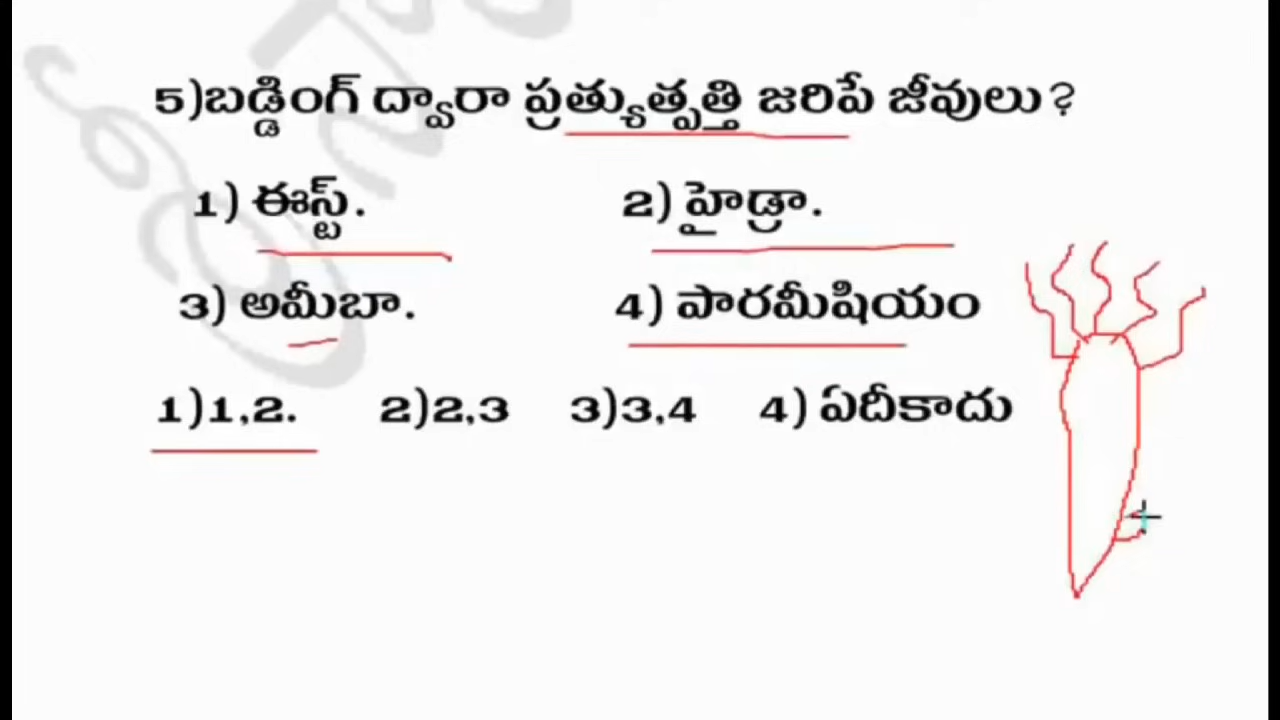 5)బడ్డింగ్ ద్వారా ప్రత్యుత్పత్తి జరిపే జీవులు?
1) ఈస్ట్. 2) హైడ్రా.
3) అమీబా. 4) పారమీషియం
1)1,2. 2)2,3 3)3,4 4) ఏదీకాదు